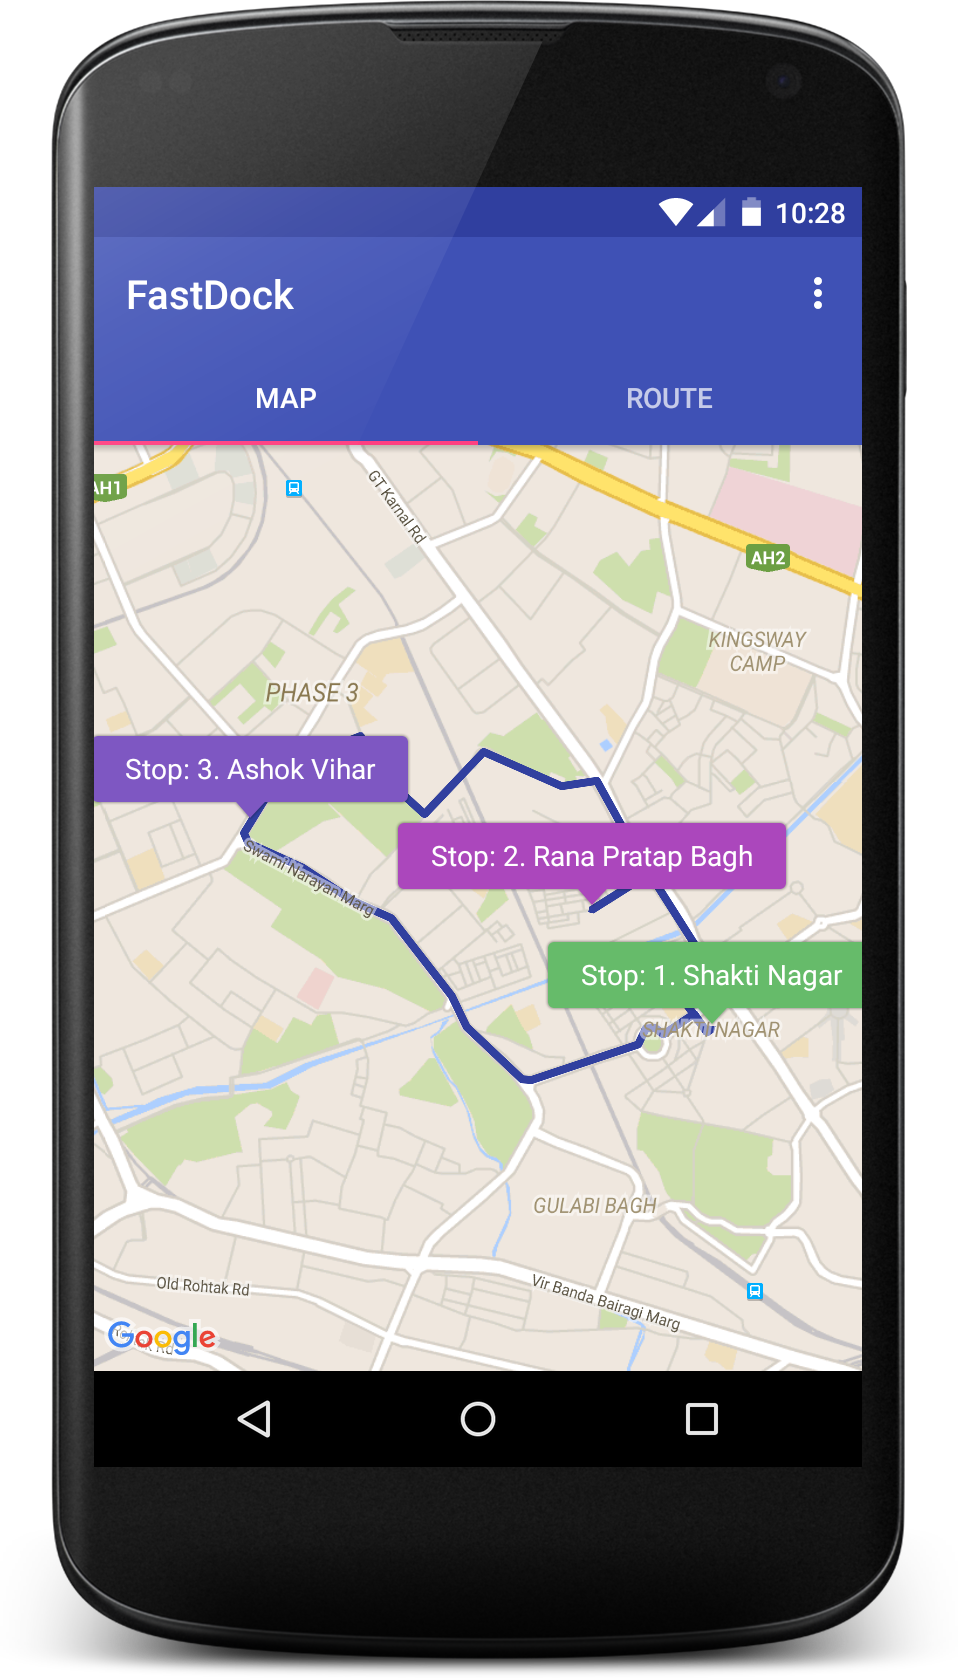 10:28
FastDock
MAP
ROUTE
AH1
GT Karnal Rd
AH2
KINGSWAY
CAMP
PHASE 3
Stop: 3. Ashok Vihar
Stop: 2. Rana Pratap Bagh
Swami Narayan Marg
Stop: 1. Shakti Nagar
SHAKTI NAGAR
GULABI BAGH
Old Rohtak Rd
Vir Banda Bairagi Marg
Google